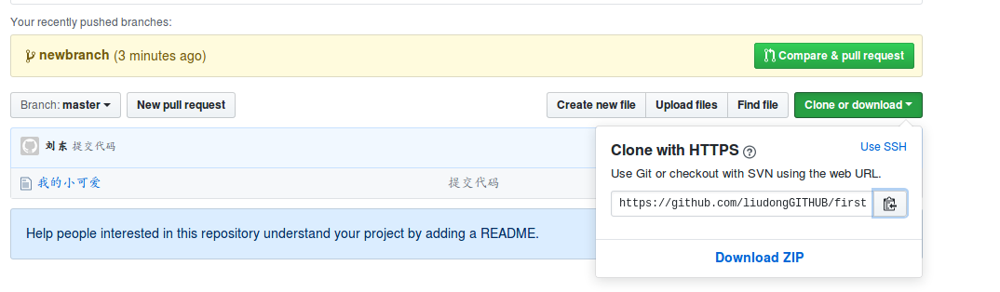 Your recently pushed branches:
newbranch (3 minutes ago)
Compare & pull request
Branch: master
New pull request
Create new file
Upload files
Find file
Clone or download
刘东 提交代码
Clone with HTTPS ?
Use SSH
我的小可爱
提交代码
Use Git or checkout with SVN using the web URL.
https://github.com/liudongGITHUB/first
Help people interested in this repository understand your project by adding a README.
Download ZIP